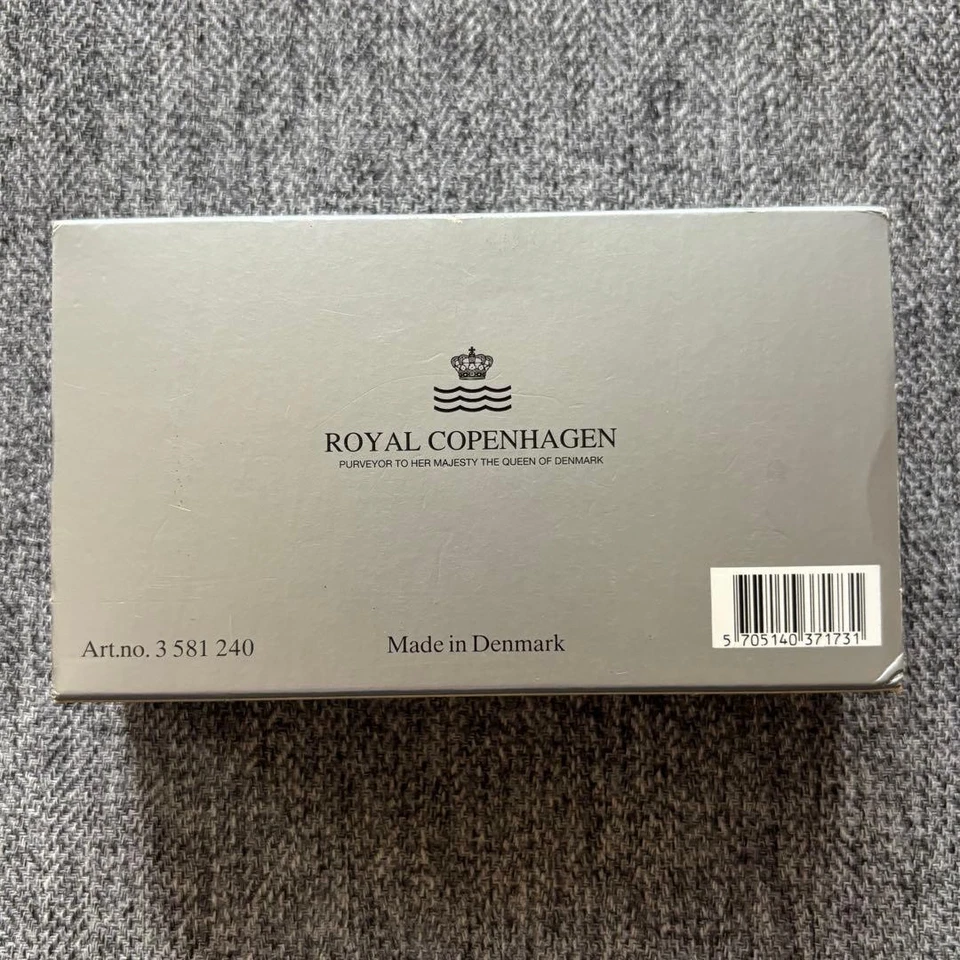 ROYAL COPENHAGEN
PURVEYOR TO HER MAJESTY THE QUEEN OF DENMARK
Art.no. 3 581 240
Made in Denmark
5 705140 371731